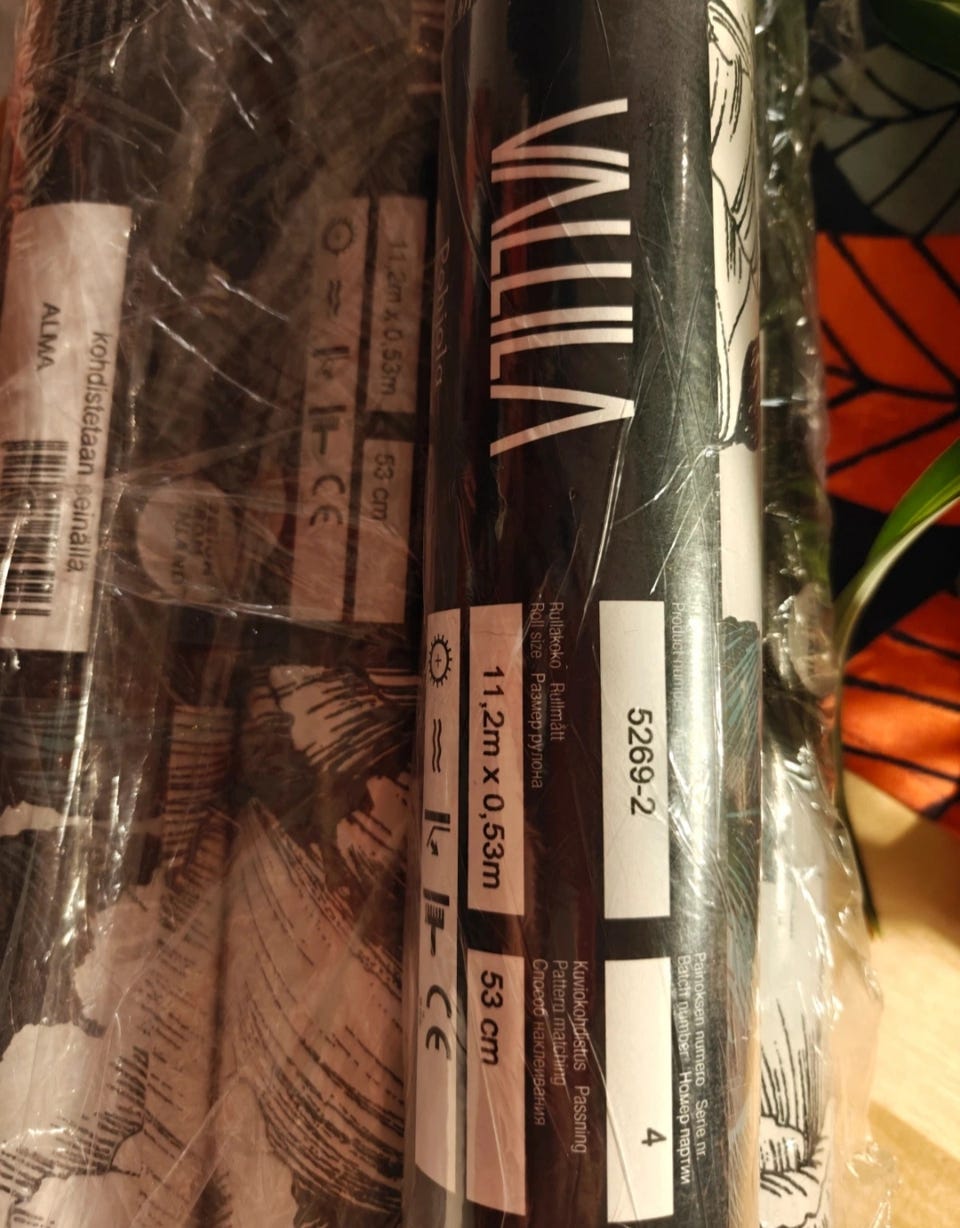 VALLILA
Product number
5269-2
Painoksen numero Serie nr.
Batch number Номер партии
4
Rullakoko Rullmått
Roll size Размер рулона
11,2m x 0,53m
Kuviokohdistus Passning
Pattern matching
Способ наклеивания
53 cm
CE
11,2m x 0,53m
53 cm
CE
kohdistetaan seinällä
ALMA